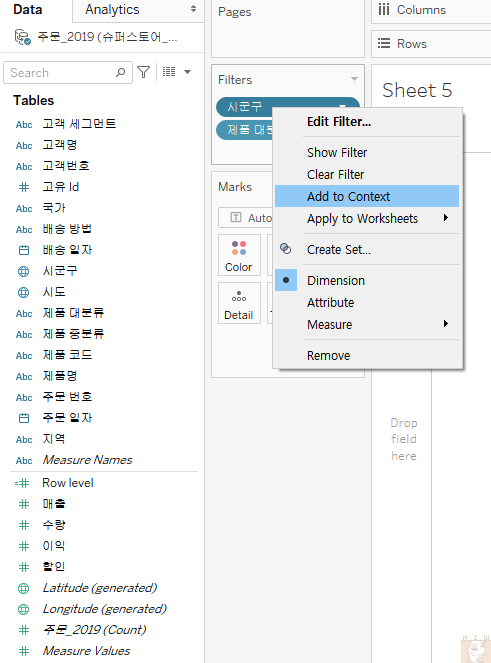 Data
Analytics
주문_2019 (슈퍼스토어_...
Search
Tables
Abc 고객 세그먼트
Abc 고객명
Abc 고객번호
# 고유 Id
Abc 국가
Abc 배송 방법
배송 일자
시군구
시도
Abc 제품 대분류
Abc 제품 중분류
Abc 제품 코드
Abc 제품명
Abc 주문 번호
주문 일자
Abc 지역
Abc Measure Names
=# Row level
# 매출
# 수량
# 이익
# 할인
Latitude (generated)
Longitude (generated)
# 주문_2019 (Count)
# Measure Values
Pages
Filters
시군구
제품 대분
Marks
T Auto
Color
Detail
Edit Filter...
Show Filter
Clear Filter
Add to Context
Apply to Worksheets
Create Set...
Dimension
Attribute
Measure
Remove
Columns
Rows
Sheet 5
Drop
field
here